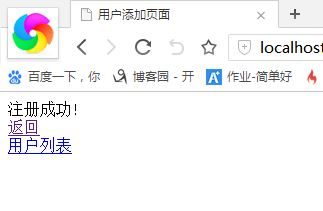 用户添加页面
localhost
百度一下，你
博客园 - 开
作业-简单好
注册成功！
返回
用户列表